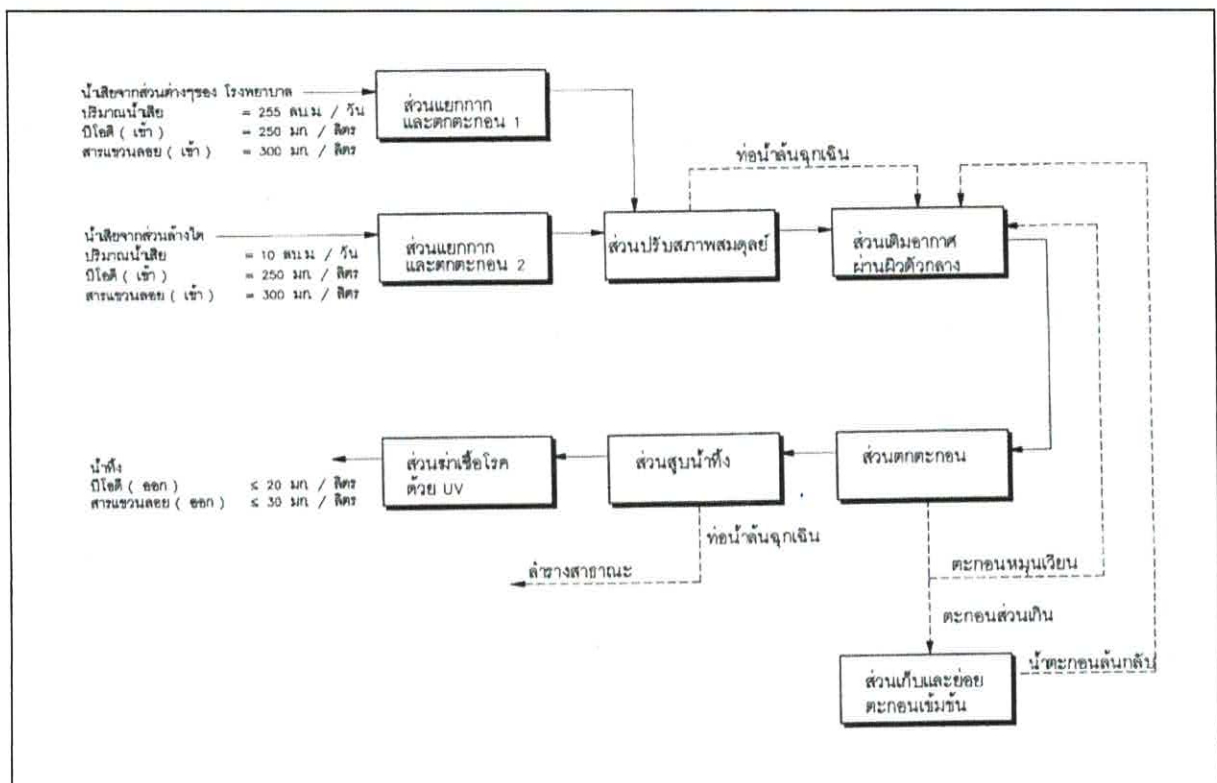 น้ำเสียจากส่วนต่างๆของ โรงพยาบาล
ปริมาณน้ำเสีย = 255 ลบ.ม. / วัน
บีโอดี ( เข้า ) = 250 มก. / ลิตร
สารแขวนลอย ( เข้า ) = 300 มก. / ลิตร
ส่วนแยกกาก
และตกตะกอน 1
ท่อน้ำล้นฉุกเฉิน
น้ำเสียจากส่วนล้างไต
ปริมาณน้ำเสีย = 10 ลบ.ม. / วัน
บีโอดี ( เข้า ) = 250 มก. / ลิตร
สารแขวนลอย ( เข้า ) = 300 มก. / ลิตร
ส่วนแยกกาก
และตกตะกอน 2
ส่วนปรับสภาพสมดุลย์
ส่วนเติมอากาศ
ผ่านผิวตัวกลาง
น้ำทิ้ง
บีโอดี ( ออก ) ≤ 20 มก. / ลิตร
สารแขวนลอย ( ออก ) ≤ 30 มก. / ลิตร
ส่วนฆ่าเชื้อโรค
ด้วย UV
ส่วนสูบน้ำทิ้ง
ส่วนตกตะกอน
ท่อน้ำล้นฉุกเฉิน
ลำรางสาธาณะ
ตะกอนหมุนเวียน
ตะกอนส่วนเกิน
ส่วนเก็บและย่อย
ตะกอนเข้มข้น
น้ำตะกอนล้นกลับ